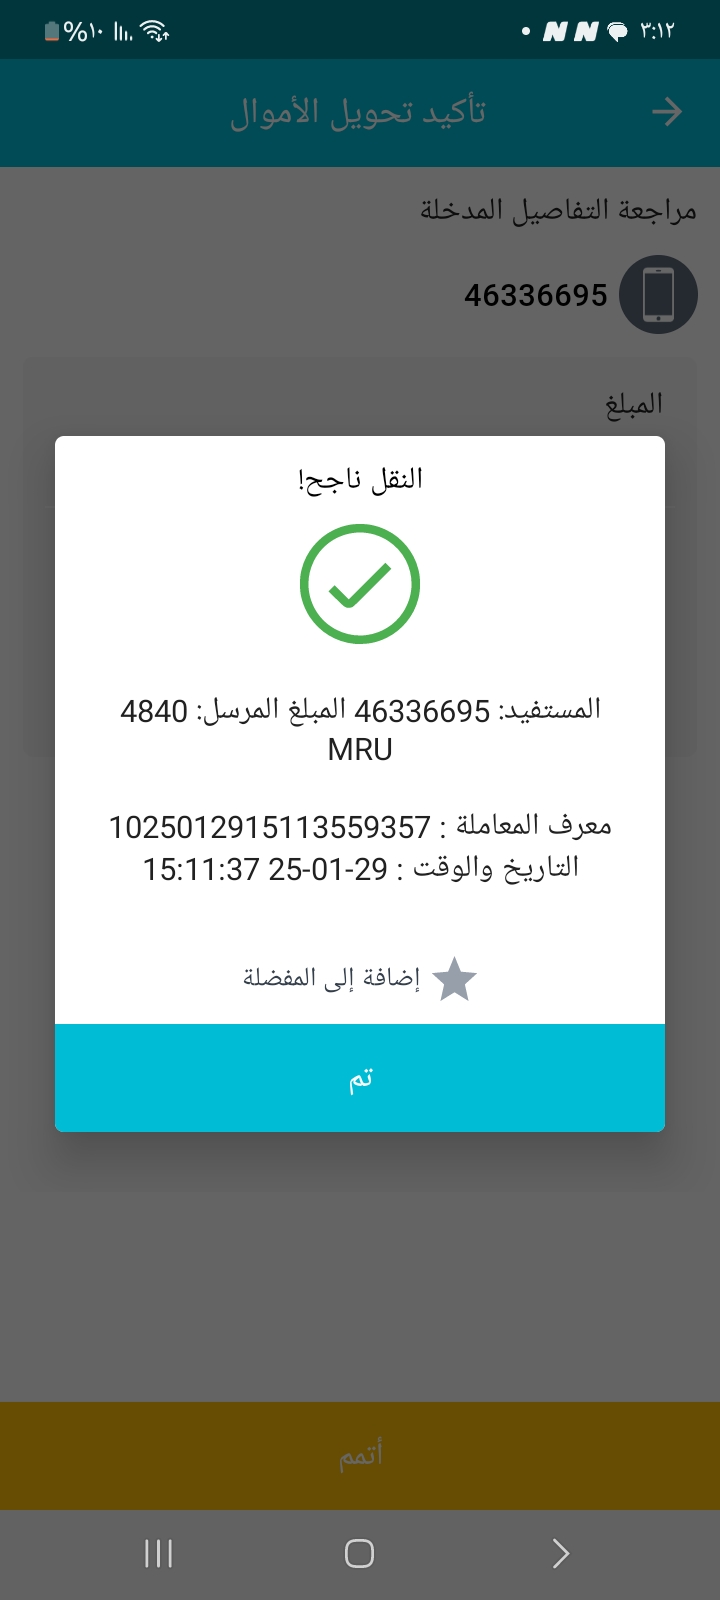 %١٠
٣:١٢
تأكيد تحويل الأموال
مراجعة التفاصيل المدخلة
46336695
المبلغ
النقل ناجح!
المستفيد: 46336695 المبلغ المرسل: 4840
MRU
معرف المعاملة : 1025012915113559357
التاريخ والوقت : 29-01-25 15:11:37
إضافة إلى المفضلة
تم
أتمم